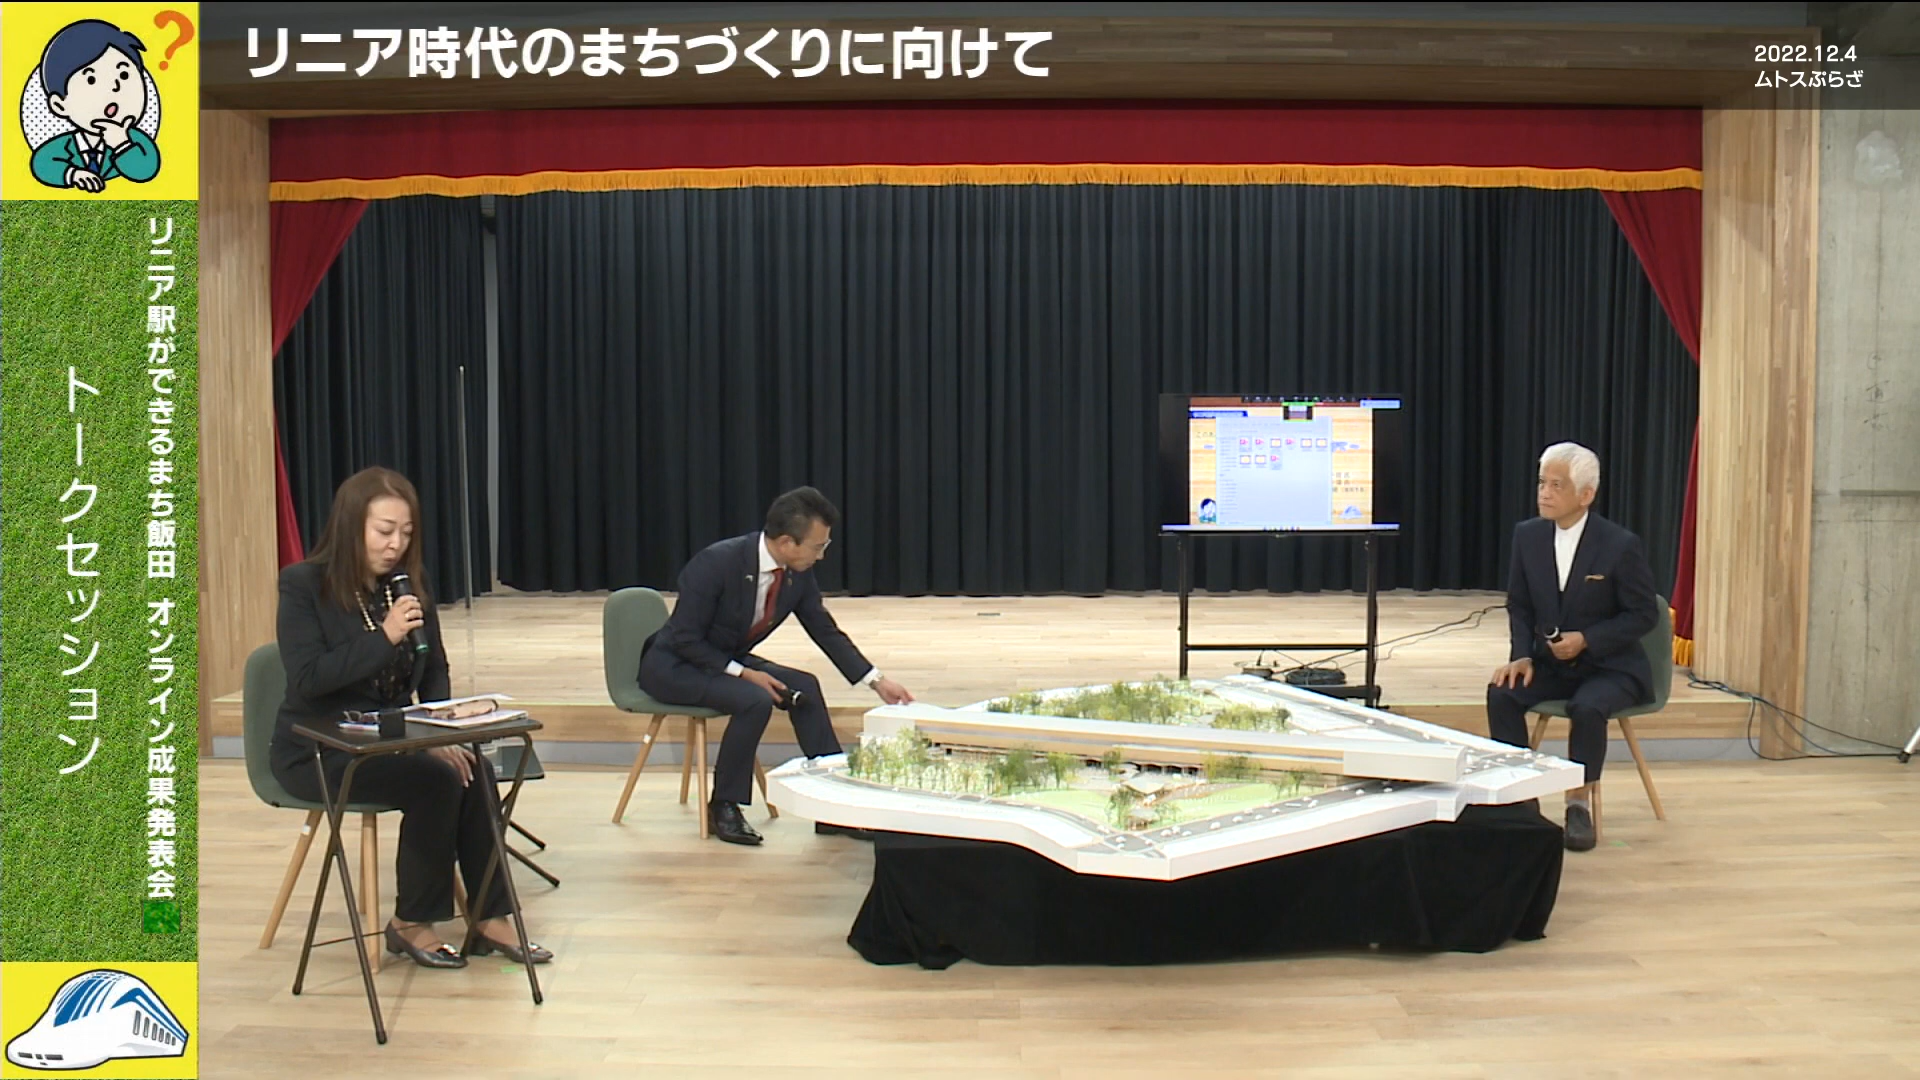 リニア時代のまちづくりに向けて
2022.12.4
ムトスぷらざ
リニア駅ができるまち飯田 オンライン成果発表会
トークセッション
?